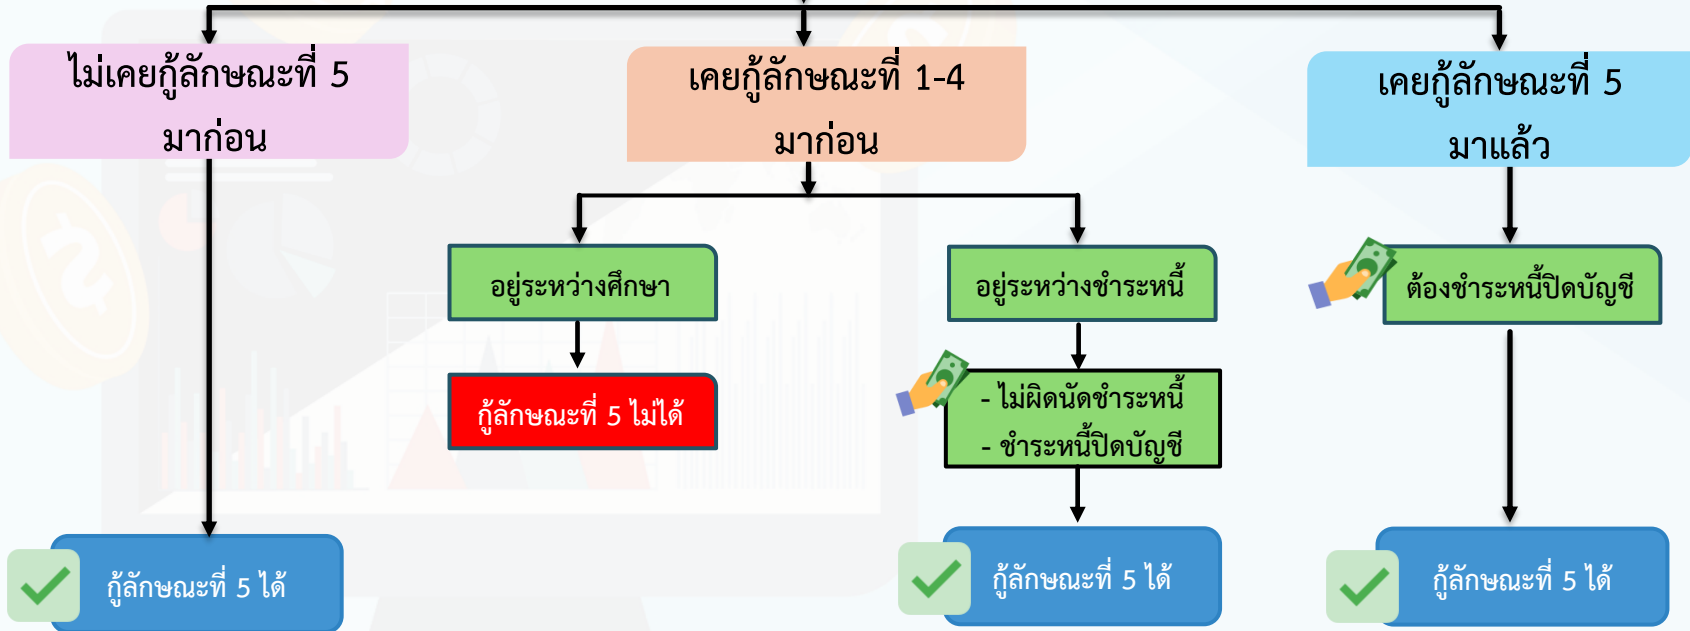 ไม่เคยกู้ลักษณะที่ 5
มาก่อน
เคยกู้ลักษณะที่ 1-4
มาก่อน
เคยกู้ลักษณะที่ 5
มาแล้ว
อยู่ระหว่างศึกษา
อยู่ระหว่างชำระหนี้
ต้องชำระหนี้ปิดบัญชี
กู้ลักษณะที่ 5 ไม่ได้
- ไม่ผิดนัดชำระหนี้
- ชำระหนี้ปิดบัญชี
กู้ลักษณะที่ 5 ได้
กู้ลักษณะที่ 5 ได้
กู้ลักษณะที่ 5 ได้